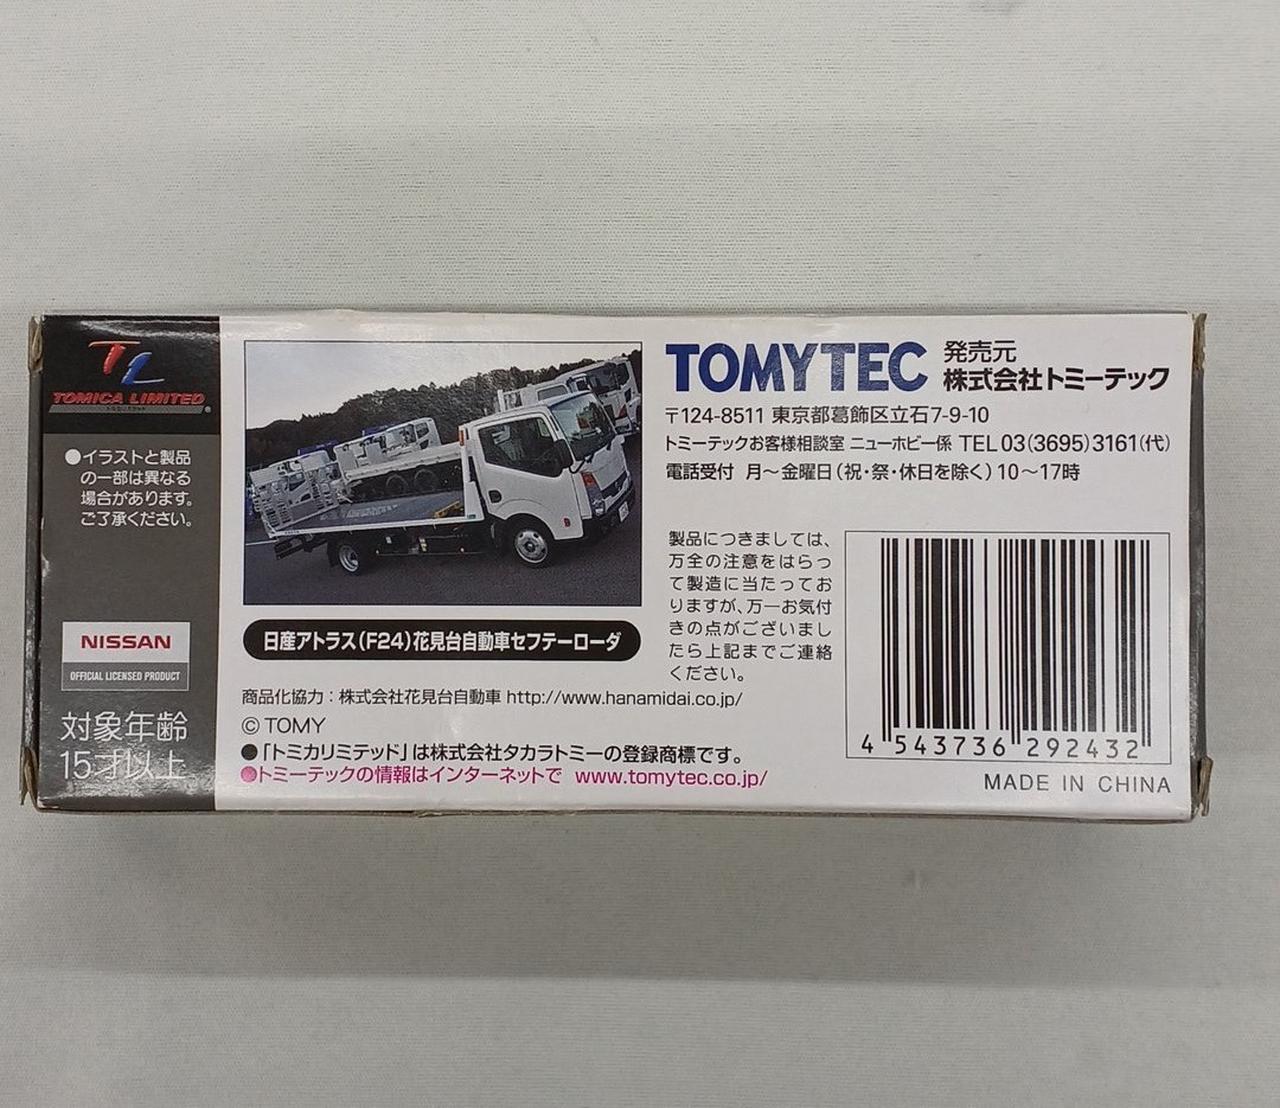 TL
TOMICA LIMITED
トミカリミテッド
●イラストと製品
の一部は異なる
場合があります。
ご了承ください。
NISSAN
OFFICIAL LICENSED PRODUCT
対象年齢
15才以上
日産アトラス(F24)花見台自動車セフテーローダ
商品化協力：株式会社花見台自動車 http://www.hanamidai.co.jp/
© TOMY
●「トミカリミテッド」は株式会社タカラトミーの登録商標です。
●トミーテックの情報はインターネットで www.tomytec.co.jp/
TOMYTEC 発売元
株式会社トミーテック
〒124-8511 東京都葛飾区立石7-9-10
トミーテックお客様相談室 ニューホビー係 TEL 03(3695)3161(代)
電話受付 月～金曜日(祝・祭・休日を除く)10～17時
製品につきましては、
万全の注意をはらっ
て製造に当たってお
りますが、万一お気付
きの点がございまし
たら上記までご連絡
ください。
4 543736 292432
MADE IN CHINA